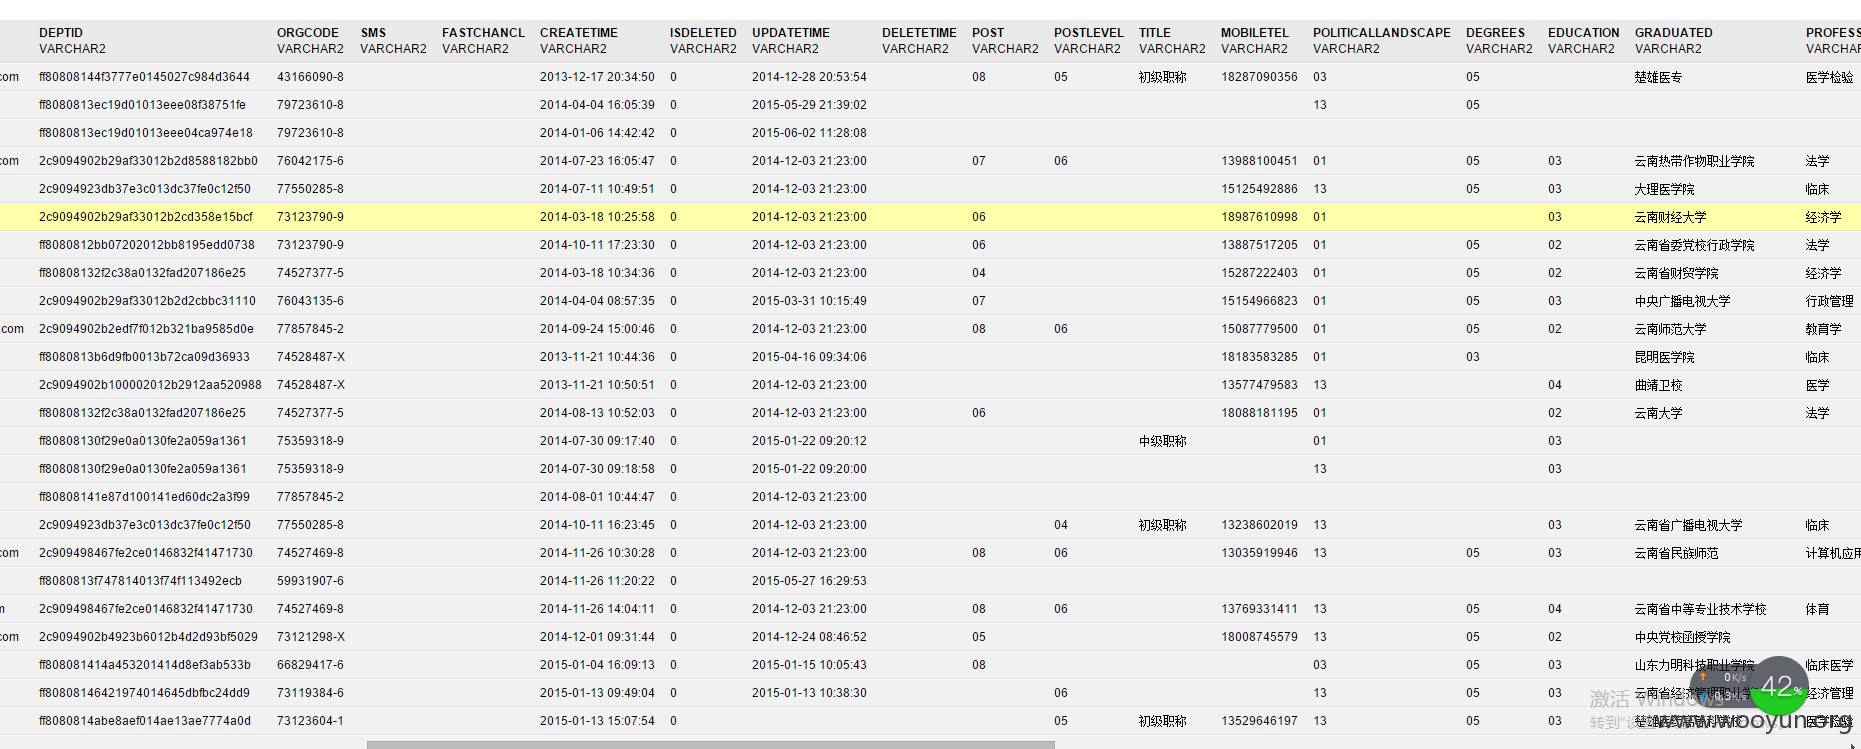 DEPTID ORGCODE SMS FASTCHANCL CREATETIME ISDELETED UPDATETIME DELETETIME POST POSTLEVEL TITLE MOBILETEL POLITICALLANDSCAPE DEGREES EDUCATION GRADUATED PROFESS
VARCHAR2 VARCHAR2 VARCHAR2 VARCHAR2 VARCHAR2 VARCHAR2 VARCHAR2 VARCHAR2 VARCHAR2 VARCHAR2 VARCHAR2 VARCHAR2 VARCHAR2 VARCHAR2 VARCHAR2 VARCHAR2 VARCHAR
com ff80808144f3777e0145027c984d3644 43166090-8 2013-12-17 20:34:50 0 2014-12-28 20:53:54 08 05 初级职称 18287090356 03 05 楚雄医专 医学检验
ff8080813ec19d01013eee08f38751fe 79723610-8 2014-04-04 16:05:39 0 2015-05-29 21:39:02 13 05
ff8080813ec19d01013eee04ca974e18 79723610-8 2014-01-06 14:42:42 0 2015-06-02 11:28:08
com 2c9094902b29af33012b2d8588182bb0 76042175-6 2014-07-23 16:05:47 0 2014-12-03 21:23:00 07 06 13988100451 01 05 03 云南热带作物职业学院 法学
2c9094923db37e3c013dc37fe0c12f50 77550285-8 2014-07-11 10:49:51 0 2014-12-03 21:23:00 15125492886 13 05 03 大理医学院 临床
2c9094902b29af33012b2cd358e15bcf 73123790-9 2014-03-18 10:25:58 0 2014-12-03 21:23:00 06 18987610998 01 03 云南财经大学 经济学
ff8080812bb07202012bb8195edd0738 73123790-9 2014-10-11 17:23:30 0 2014-12-03 21:23:00 06 13887517205 01 05 02 云南省委党校行政学院 法学
ff80808132f2c38a0132fad207186e25 74527377-5 2014-03-18 10:34:36 0 2014-12-03 21:23:00 04 15287222403 01 05 02 云南省财贸学院 经济学
2c9094902b29af33012b2d2cbbc31110 76043135-6 2014-04-04 08:57:35 0 2015-03-31 10:15:49 07 15154966823 01 05 03 中央广播电视大学 行政管理
.com 2c9094902b2edf7f012b321ba9585d0e 77857845-2 2014-09-24 15:00:46 0 2014-12-03 21:23:00 08 06 15087779500 01 05 02 云南师范大学 教育学
ff8080813b6d9fb0013b72ca09d36933 74528487-X 2013-11-21 10:44:36 0 2015-04-16 09:34:06 18183583285 01 03 昆明医学院 临床
2c9094902b100002012b2912aa520988 74528487-X 2013-11-21 10:50:51 0 2014-12-03 21:23:00 13577479583 13 04 曲靖卫校 医学
ff80808132f2c38a0132fad207186e25 74527377-5 2014-08-13 10:52:03 0 2014-12-03 21:23:00 06 18088181195 01 02 云南大学 法学
ff80808130f29e0a0130fe2a059a1361 75359318-9 2014-07-30 09:17:40 0 2015-01-22 09:20:12 中级职称 01 03
ff80808130f29e0a0130fe2a059a1361 75359318-9 2014-07-30 09:18:58 0 2015-01-22 09:20:00 13 03
ff80808141e87d100141ed60dc2a3f99 77857845-2 2014-08-01 10:44:47 0 2014-12-03 21:23:00
2c9094923db37e3c013dc37fe0c12f50 77550285-8 2014-10-11 16:23:45 0 2014-12-03 21:23:00 04 初级职称 13238602019 13 03 云南省广播电视大学 临床
com 2c909498467fe2ce0146832f41471730 74527469-8 2014-11-26 10:30:28 0 2014-12-03 21:23:00 08 06 13035919946 13 05 03 云南省民族师范 计算机应用
ff8080813f747814013f74f113492ecb 59931907-6 2014-11-26 11:20:22 0 2015-05-27 16:29:53
m 2c909498467fe2ce0146832f41471730 74527469-8 2014-11-26 14:04:11 0 2014-12-03 21:23:00 08 06 13769331411 13 05 04 云南省中等专业技术学校 体育
com 2c9094902b4923b6012b4d2d93bf5029 73121298-X 2014-12-01 09:31:44 0 2014-12-24 08:46:52 05 18008745579 13 05 02 中央党校函授学院
ff808081414a453201414d8ef3ab533b 66829417-6 2015-01-04 16:09:13 0 2015-01-15 10:05:43 08 03 05 03 山东力明科技职业学院 临床医学
ff80808146421974014645dbfbc24dd9 73119384-6 2015-01-13 09:49:04 0 2015-01-13 10:38:30 06 13 05 03 云南省经济管理职业学 经济管理
ff8080814abe8aef014ae13ae7774a0d 73123604-1 2015-01-13 15:07:54 0 05 初级职称 13529646197 13 05 03 楚雄医 医学检验
0K/s
0.3K/s
42%
激活 Windows
转到"设
www.wooyun.org